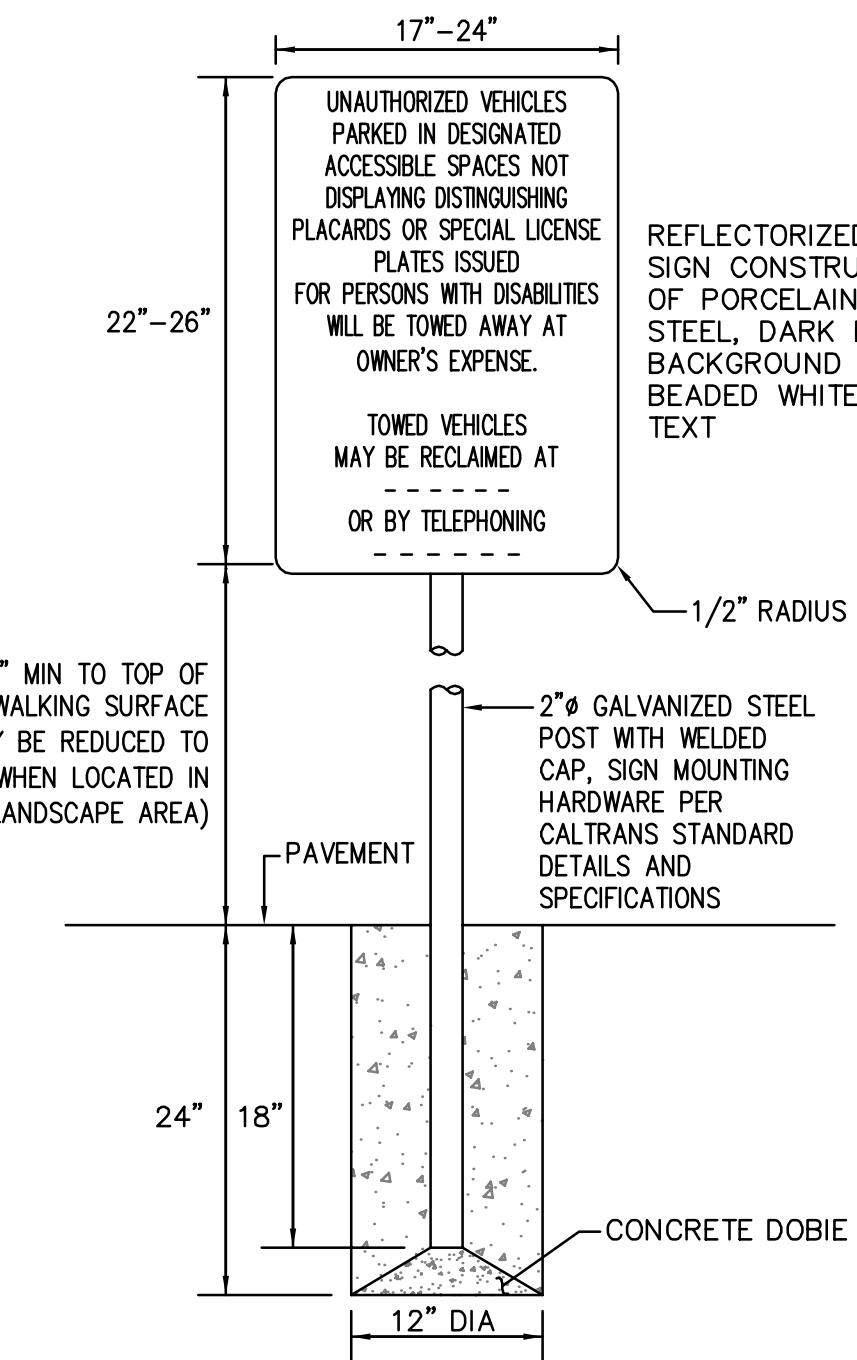 17"-24"
UNAUTHORIZED VEHICLES
PARKED IN DESIGNATED
ACCESSIBLE SPACES NOT
DISPLAYING DISTINGUISHING
PLACARDS OR SPECIAL LICENSE
PLATES ISSUED
FOR PERSONS WITH DISABILITIES
WILL BE TOWED AWAY AT
OWNER'S EXPENSE.
TOWED VEHICLES
MAY BE RECLAIMED AT
- - - - - -
OR BY TELEPHONING
- - - - - -
22"-26"
REFLECTORIZED
SIGN
OF PORCELAIN
STEEL, DARK
BACKGROUND
BEADED WHITE
TEXT
1/2" RADIUS
" MIN TO TOP OF
WALKING SURFACE
BE REDUCED TO
WHEN LOCATED IN
LANDSCAPE AREA)
2"ø GALVANIZED STEEL
POST WITH WELDED
CAP, SIGN MOUNTING
HARDWARE PER
CALTRANS STANDARD
DETAILS AND
SPECIFICATIONS
PAVEMENT
24"
18"
CONCRETE DOBIE
12" DIA